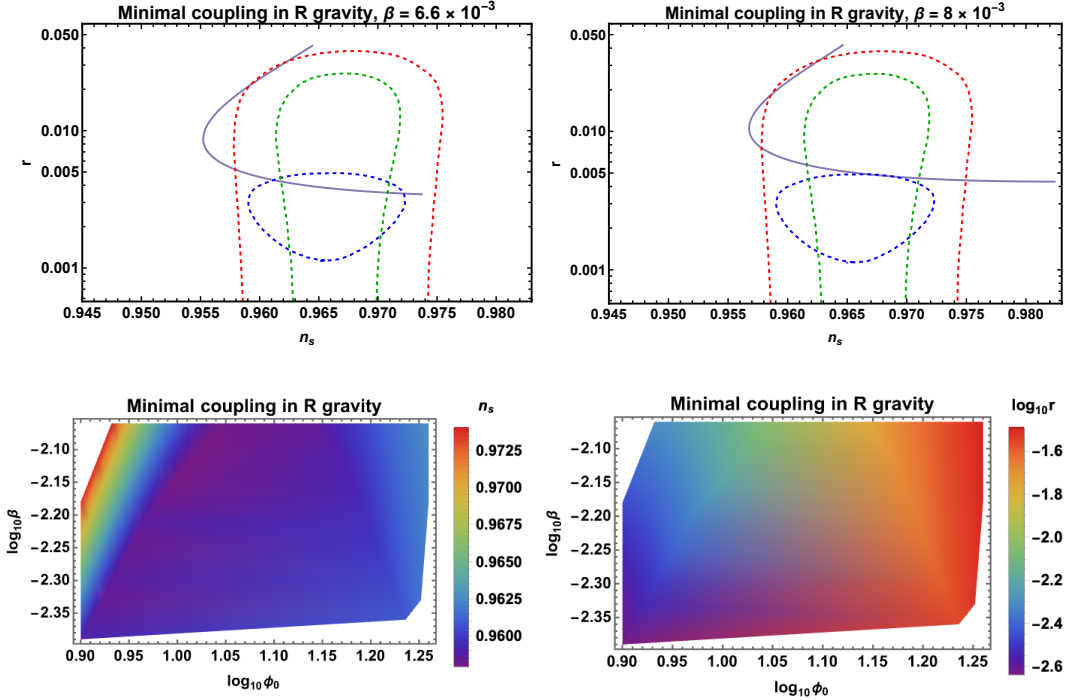 Minimal coupling in R gravity, β = 6.6 × 10⁻³
0.050
0.010
0.005
0.001
r
0.945 0.950 0.955 0.960 0.965 0.970 0.975 0.980
nₛ
Minimal coupling in R gravity, β = 8 × 10⁻³
0.050
0.010
0.005
0.001
r
0.945 0.950 0.955 0.960 0.965 0.970 0.975 0.980
nₛ
Minimal coupling in R gravity
nₛ
−2.10
−2.15
−2.20
−2.25
−2.30
−2.35
log₁₀β
0.90 0.95 1.00 1.05 1.10 1.15 1.20 1.25
log₁₀ϕ₀
0.9725
0.9700
0.9675
0.9650
0.9625
0.9600
Minimal coupling in R gravity
log₁₀r
−2.10
−2.15
−2.20
−2.25
−2.30
−2.35
log₁₀β
0.90 0.95 1.00 1.05 1.10 1.15 1.20 1.25
log₁₀ϕ₀
−1.6
−1.8
−2.0
−2.2
−2.4
−2.6